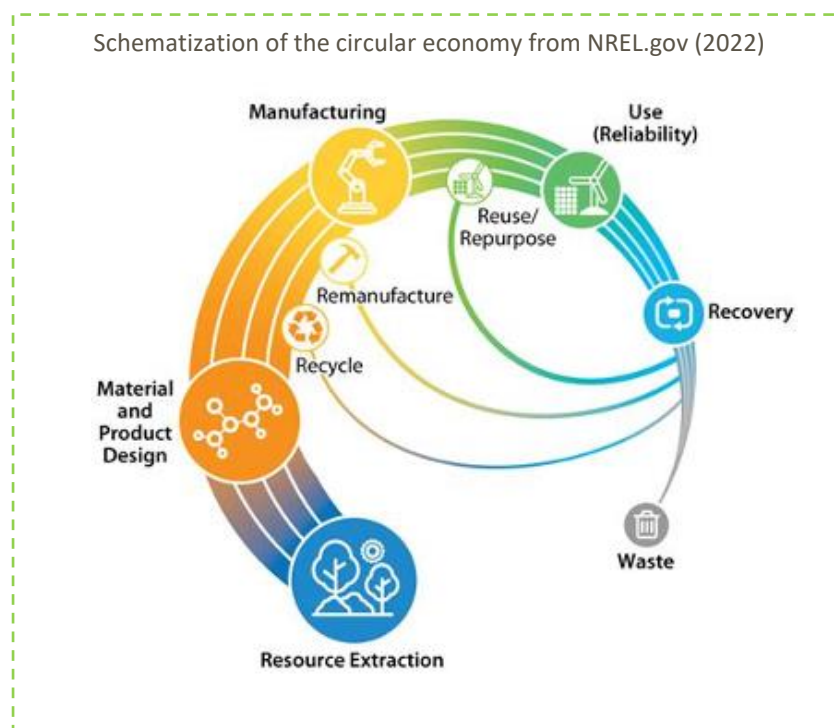 Schematization of the circular economy from NREL.gov (2022)
Manufacturing
Use
(Reliability)
Reuse/
Repurpose
Remanufacture
Recovery
Recycle
Material
and
Product
Design
Waste
Resource Extraction